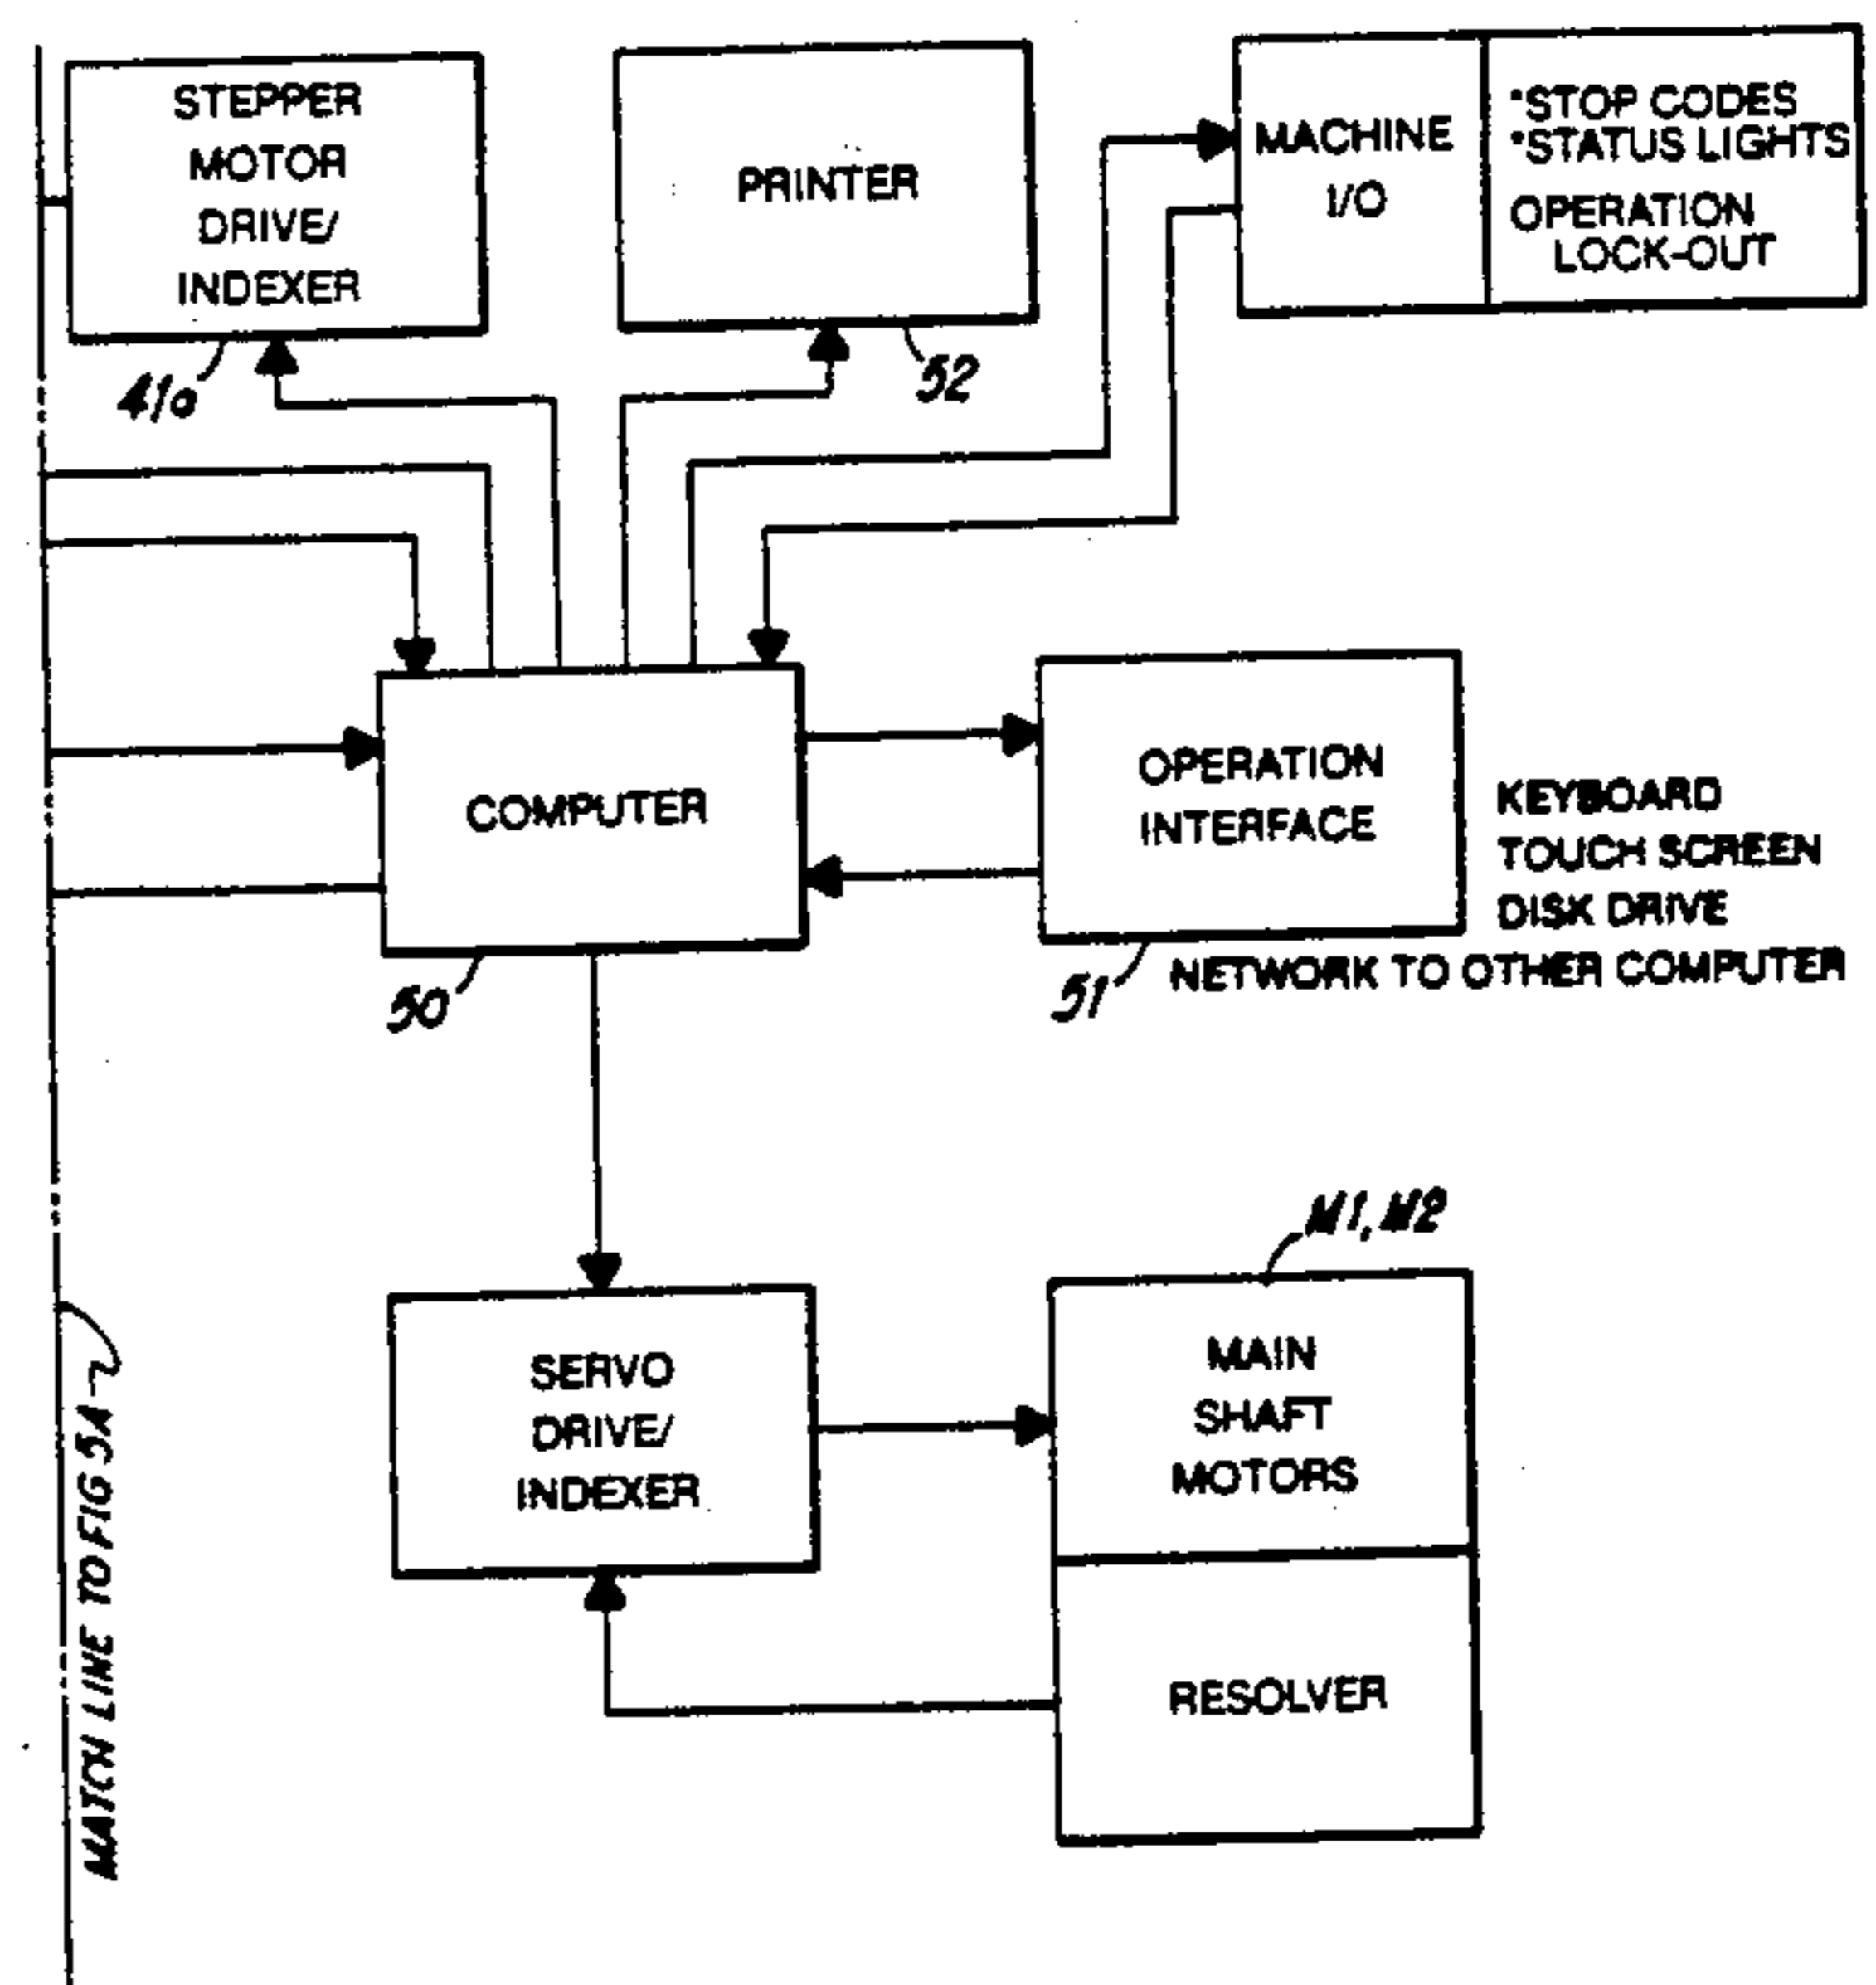 STEPPER
MOTOR
DRIVE/
INDEXER
41a
PRINTER
52
MACHINE
I/O
*STOP CODES
*STATUS LIGHTS
OPERATION
LOCK-OUT
COMPUTER
50
OPERATION
INTERFACE
51
KEYBOARD
TOUCH SCREEN
DISK DRIVE
NETWORK TO OTHER COMPUTER
SERVO
DRIVE/
INDEXER
M1, M2
MAIN
SHAFT
MOTORS
RESOLVER
MATCH LINE TO FIG 5A